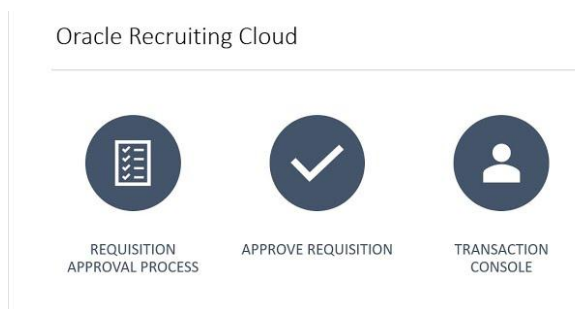 Oracle Recruiting Cloud
REQUISITION
APPROVAL PROCESS
APPROVE REQUISITION
TRANSACTION
CONSOLE